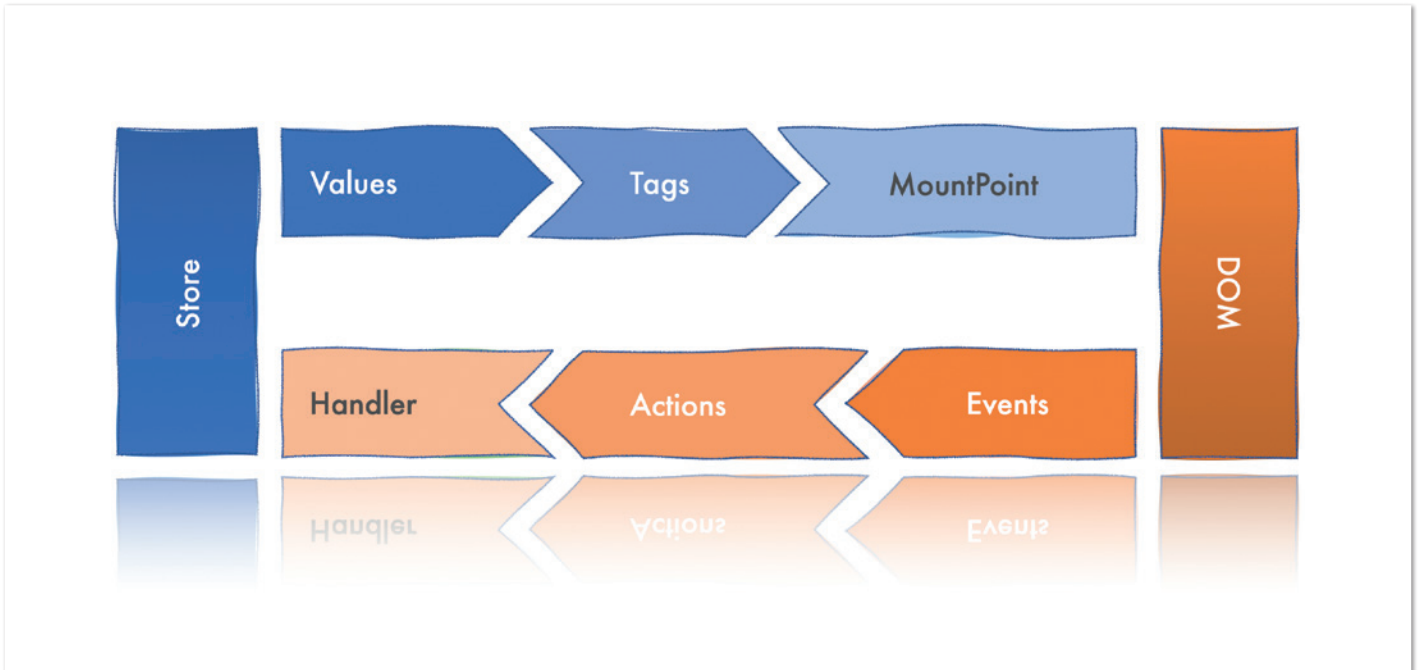 Store
Values
Tags
MountPoint
DOM
Handler
Actions
Events